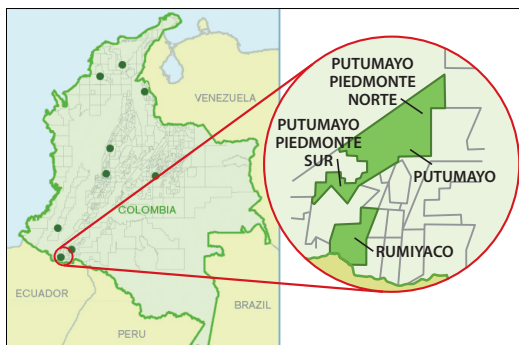 VENEZUELA
COLOMBIA
ECUADOR
PERU
BRAZIL
PUTUMAYO
PIEDMONTE
NORTE
PUTUMAYO
PIEDMONTE
SUR
PUTUMAYO
RUMIYACO